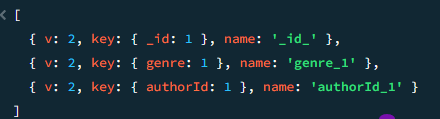 [
{ v: 2, key: { _id: 1 }, name: '_id_' },
{ v: 2, key: { genre: 1 }, name: 'genre_1' },
{ v: 2, key: { authorId: 1 }, name: 'authorId_1' }
]